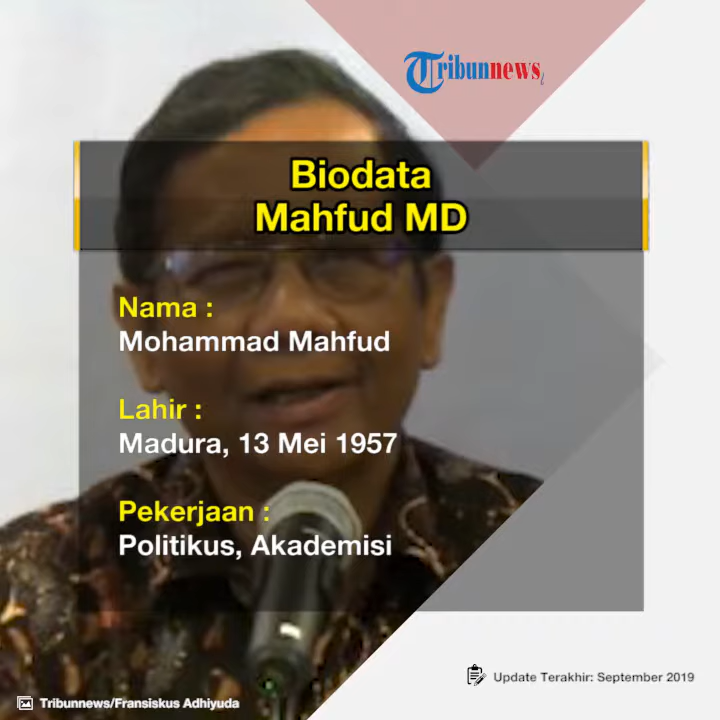 Tribunnews
Biodata
Mahfud MD
Nama :
Mohammad Mahfud
Lahir :
Madura, 13 Mei 1957
Pekerjaan :
Politikus, Akademisi
Update Terakhir: September 2019
Tribunnews/Fransiskus Adhiyuda